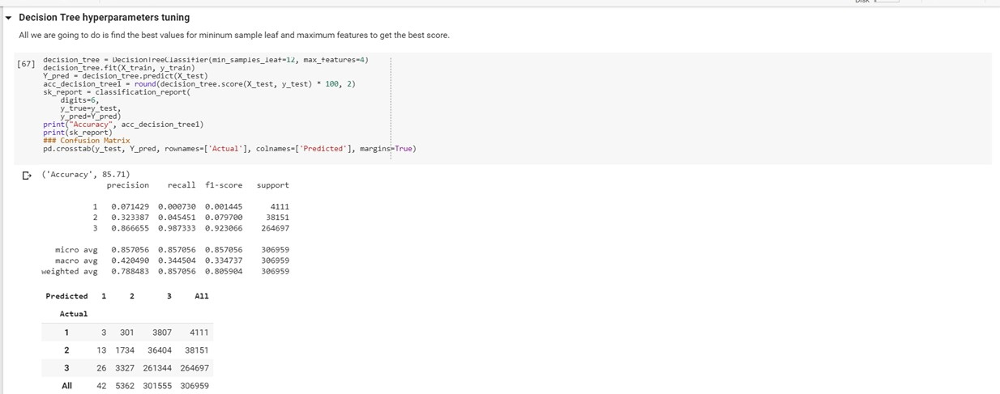 Disk
Decision Tree hyperparameters tuning
All we are going to do is find the best values for mininum sample leaf and maximum features to get the best score.
[67]
decision_tree = DecisionTreeClassifier(min_samples_leaf=12, max_features=4)
decision_tree.fit(X_train, y_train)
Y_pred = decision_tree.predict(X_test)
acc_decision_tree1 = round(decision_tree.score(X_test, y_test) * 100, 2)
sk_report = classification_report(
    digits=6,
    y_true=y_test,
    y_pred=Y_pred)
print("Accuracy", acc_decision_tree1)
print(sk_report)
### Confusion Matrix
pd.crosstab(y_test, Y_pred, rownames=['Actual'], colnames=['Predicted'], margins=True)
('Accuracy', 85.71)
precision recall f1-score support
1 0.071429 0.000730 0.001445 4111
2 0.323387 0.045451 0.079700 38151
3 0.866655 0.987333 0.923066 264697
micro avg 0.857056 0.857056 0.857056 306959
macro avg 0.420490 0.344504 0.334737 306959
weighted avg 0.788483 0.857056 0.805904 306959
Predicted 1 2 3 All
Actual
1 3 301 3807 4111
2 13 1734 36404 38151
3 26 3327 261344 264697
All 42 5362 301555 306959